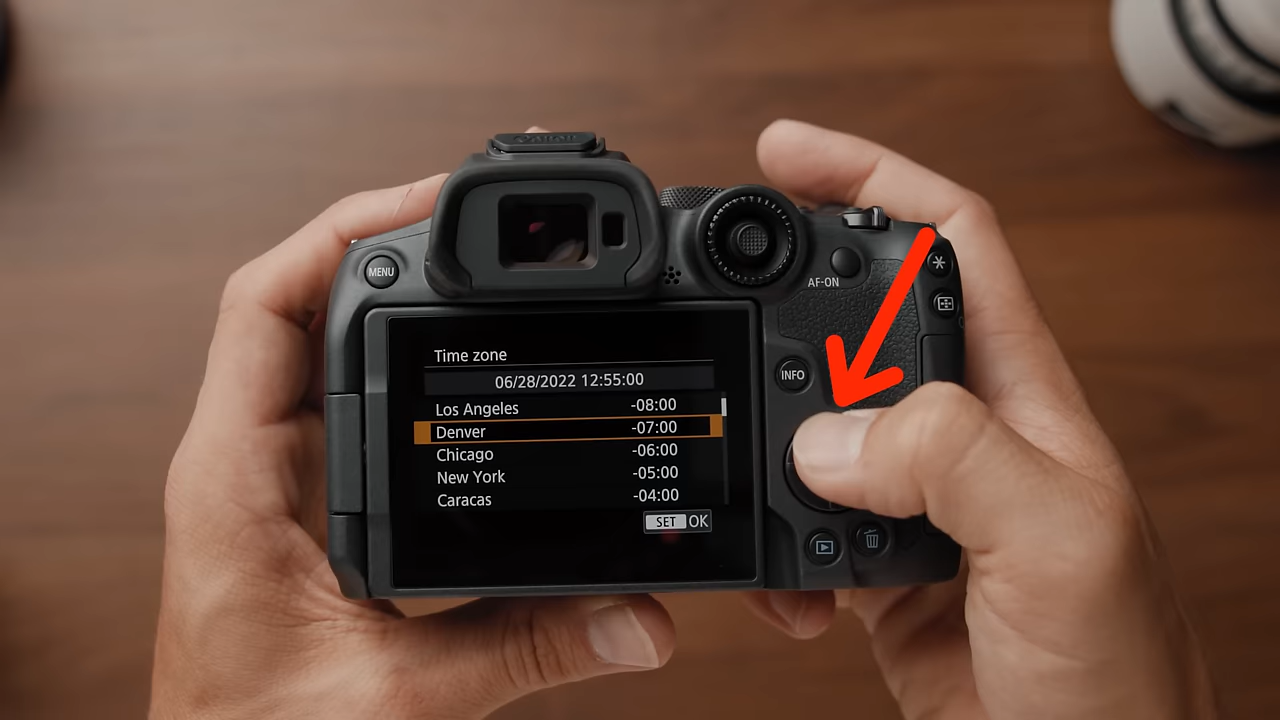 Canon
MENU
AF-ON
INFO
Time zone
06/28/2022 12:55:00
Los Angeles -08:00
Denver -07:00
Chicago -06:00
New York -05:00
Caracas -04:00
SET OK